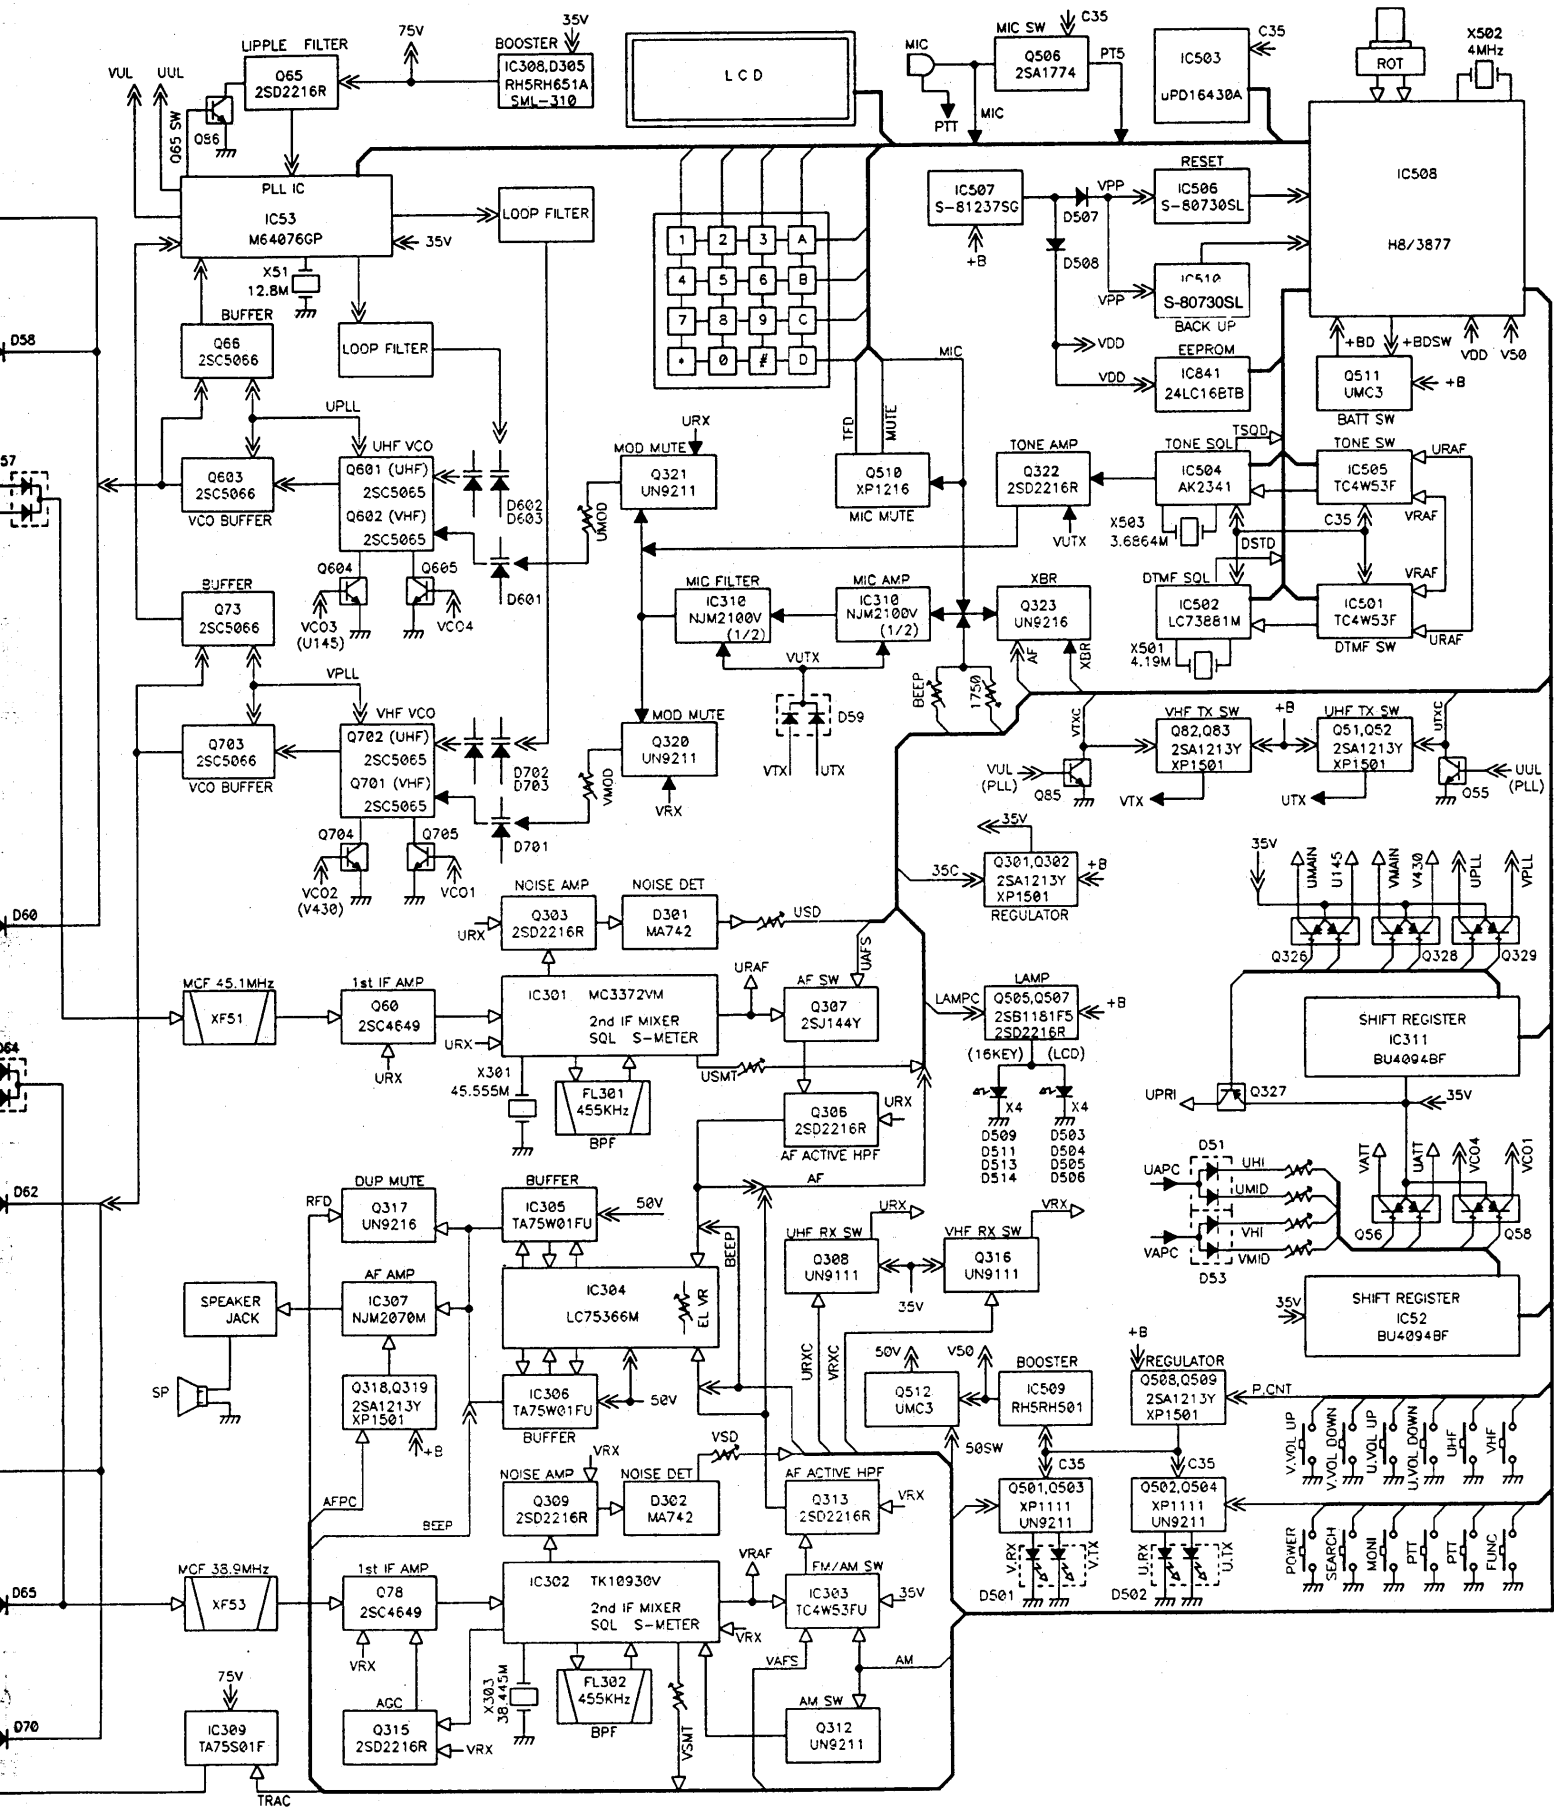 LIPPLE FILTER
Q65
2SD2216R
75V
BOOSTER
35V
IC308,D305
RH5RH651A
SML-310
VUL
UUL
Q65 SW
LCD
MIC
PTT
MIC
MIC SW
C35
Q506
2SA1774
PT5
IC503
uPD16430A
C35
ROT
X502
4MHz
PLL IC
IC53
M64076GP
LOOP FILTER
35V
X51
12.8M
IC507
S-81237SG
+B
D507
D508
VPP
RESET
IC506
S-80730SL
IC508
H8/3877
VPP
IC510
S-80730SL
BACK UP
VDD
VDD
EEPROM
IC841
24LC16BTB
+BD
+BDSW
VDD
V50
Q511
UMC3
+B
BATT SW
1 2 3 A
4 5 6 B
7 8 9 C
* 0 # D
D58
BUFFER
Q66
2SC5066
LOOP FILTER
UPLL
MIC
TFD
MUTE
57
Q603
2SC5066
VCO BUFFER
UHF VCO
Q601 (UHF)
2SC5065
Q602 (VHF)
2SC5065
D602
D603
D601
UMOD
URX
MOD MUTE
Q321
UN9211
Q510
XP1216
MIC MUTE
TONE AMP
Q322
2SD2216R
VUTX
TONE SQL
TSQD
IC504
AK2341
TONE SW
IC505
TC4W53F
URAF
VRAF
X503
3.6864M
C35
DSTD
Q604
Q605
VCO3
(U145)
VCO4
BUFFER
Q73
2SC5066
MIC FILTER
IC310
NJM2100V
(1/2)
MIC AMP
IC310
NJM2100V
(1/2)
XBR
Q323
UN9216
AF
XBR
DTMF SQL
IC502
LC73881M
IC501
TC4W53F
DTMF SW
VRAF
URAF
X501
4.19M
VUTX
BEEP
1750
D59
VTX
UTX
VPLL
Q703
2SC5066
VCO BUFFER
VHF VCO
Q702 (UHF)
2SC5065
Q701 (VHF)
2SC5065
D702
D703
D701
VMOD
MOD MUTE
Q320
UN9211
VRX
VTXC
VHF TX SW
Q82,Q83
2SA1213Y
XP1501
+B
UHF TX SW
Q51,Q52
2SA1213Y
XP1501
UTXC
VUL
(PLL)
Q85
VTX
UTX
Q55
UUL
(PLL)
Q704
Q705
VCO2
(V430)
VCO1
35V
35C
Q301,Q302
2SA1213Y
XP1501
REGULATOR
+B
35V
UMAIN
U145
VMAIN
V430
UPLL
VPLL
Q326
Q328
Q329
D60
NOISE AMP
Q303
2SD2216R
URX
NOISE DET
D301
MA742
USD
UAFS
MCF 45.1MHz
XF51
1st IF AMP
Q60
2SC4649
URX
IC301 MC3372VM
2nd IF MIXER
SQL S-METER
URX
X301
45.555M
FL301
455KHz
BPF
URAF
USMT
AF SW
Q307
2SJ144Y
Q306
2SD2216R
URX
AF ACTIVE HPF
LAMP
LAMPC
Q505,Q507
2SB1181F5
2SD2216R
+B
(16KEY)
(LCD)
X4
X4
D509
D511
D513
D514
D503
D504
D505
D506
SHIFT REGISTER
IC311
BU4094BF
UPRI
Q327
35V
D64
D62
D51
UAPC
UHI
UMID
VAPC
VHI
VMID
D53
VATT
UATT
VCO4
VCO1
Q56
Q58
SHIFT REGISTER
IC52
BU4094BF
35V
RFD
DUP MUTE
Q317
UN9216
BUFFER
IC305
TA75W01FU
50V
AF
BEEP
SPEAKER
JACK
AF AMP
IC307
NJM2070M
IC304
LC75366M
EL VR
URX
VRX
UHF RX SW
Q308
UN9111
VHF RX SW
Q316
UN9111
35V
URXC
VRXC
SP
Q318,Q319
2SA1213Y
XP1501
+B
IC306
TA75W01FU
BUFFER
50V
50V
V50
Q512
UMC3
BOOSTER
IC509
RH5RH501
50SW
+B
REGULATOR
Q508,Q509
2SA1213Y
XP1501
P.CNT
V.VOL UP
V.VOL DOWN
U.VOL UP
U.VOL DOWN
UHF
VHF
AFPC
BEEP
NOISE AMP
VRX
Q309
2SD2216R
NOISE DET
D302
MA742
VSD
AF ACTIVE HPF
Q313
2SD2216R
VRX
C35
Q501,Q503
XP1111
UN9211
C35
Q502,Q504
XP1111
UN9211
V.RX
V.TX
D501
U.RX
U.TX
D502
POWER
SEARCH
MONI
PTT
PTT
FUNC
D65
MCF 38.9MHz
XF53
1st IF AMP
Q78
2SC4649
VRX
IC302 TK10930V
2nd IF MIXER
SQL S-METER
VRAF
VRX
FM/AM SW
IC303
TC4W53FU
35V
VAFS
AM
X303
38.445M
FL302
455KHz
BPF
VSMT
AM SW
Q312
UN9211
D70
75V
IC309
TA75S01F
TRAC
AGC
Q315
2SD2216R
VRX